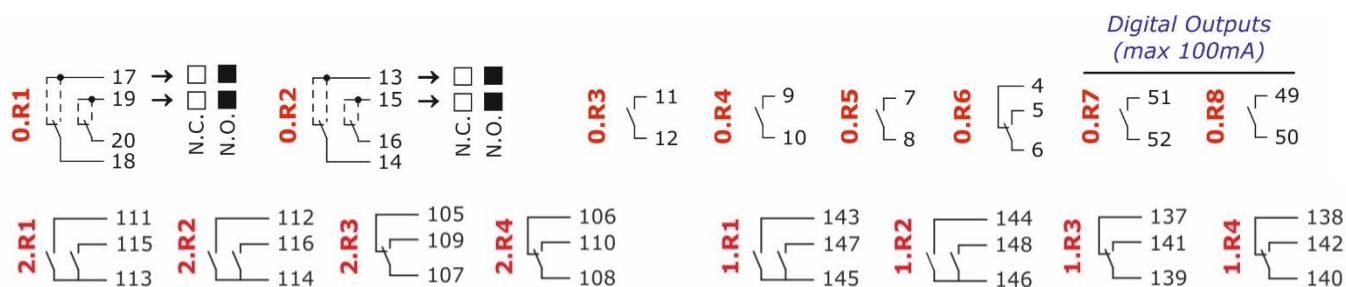 Digital Outputs
(max 100mA)
0.R1
17
19
20
18
N.C.
N.O.
0.R2
13
15
16
14
N.C.
N.O.
0.R3
11
12
0.R4
9
10
0.R5
7
8
0.R6
4
5
6
0.R7
51
52
0.R8
49
50
2.R1
111
115
113
2.R2
112
116
114
2.R3
105
109
107
2.R4
106
110
108
1.R1
143
147
145
1.R2
144
148
146
1.R3
137
141
139
1.R4
138
142
140